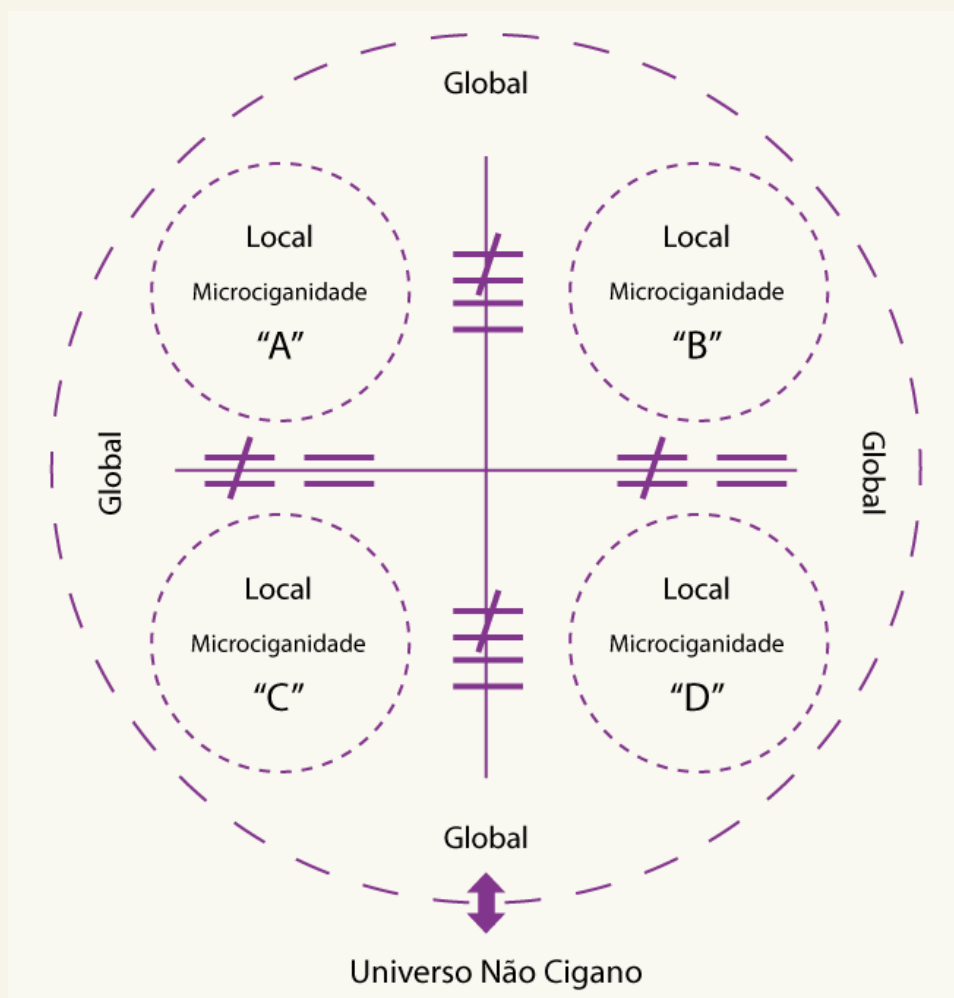 Global
Local
Microciganidade
“A”
Local
Microciganidade
“B”
Global
Global
Local
Microciganidade
“C”
Local
Microciganidade
“D”
Global
Universo Não Cigano